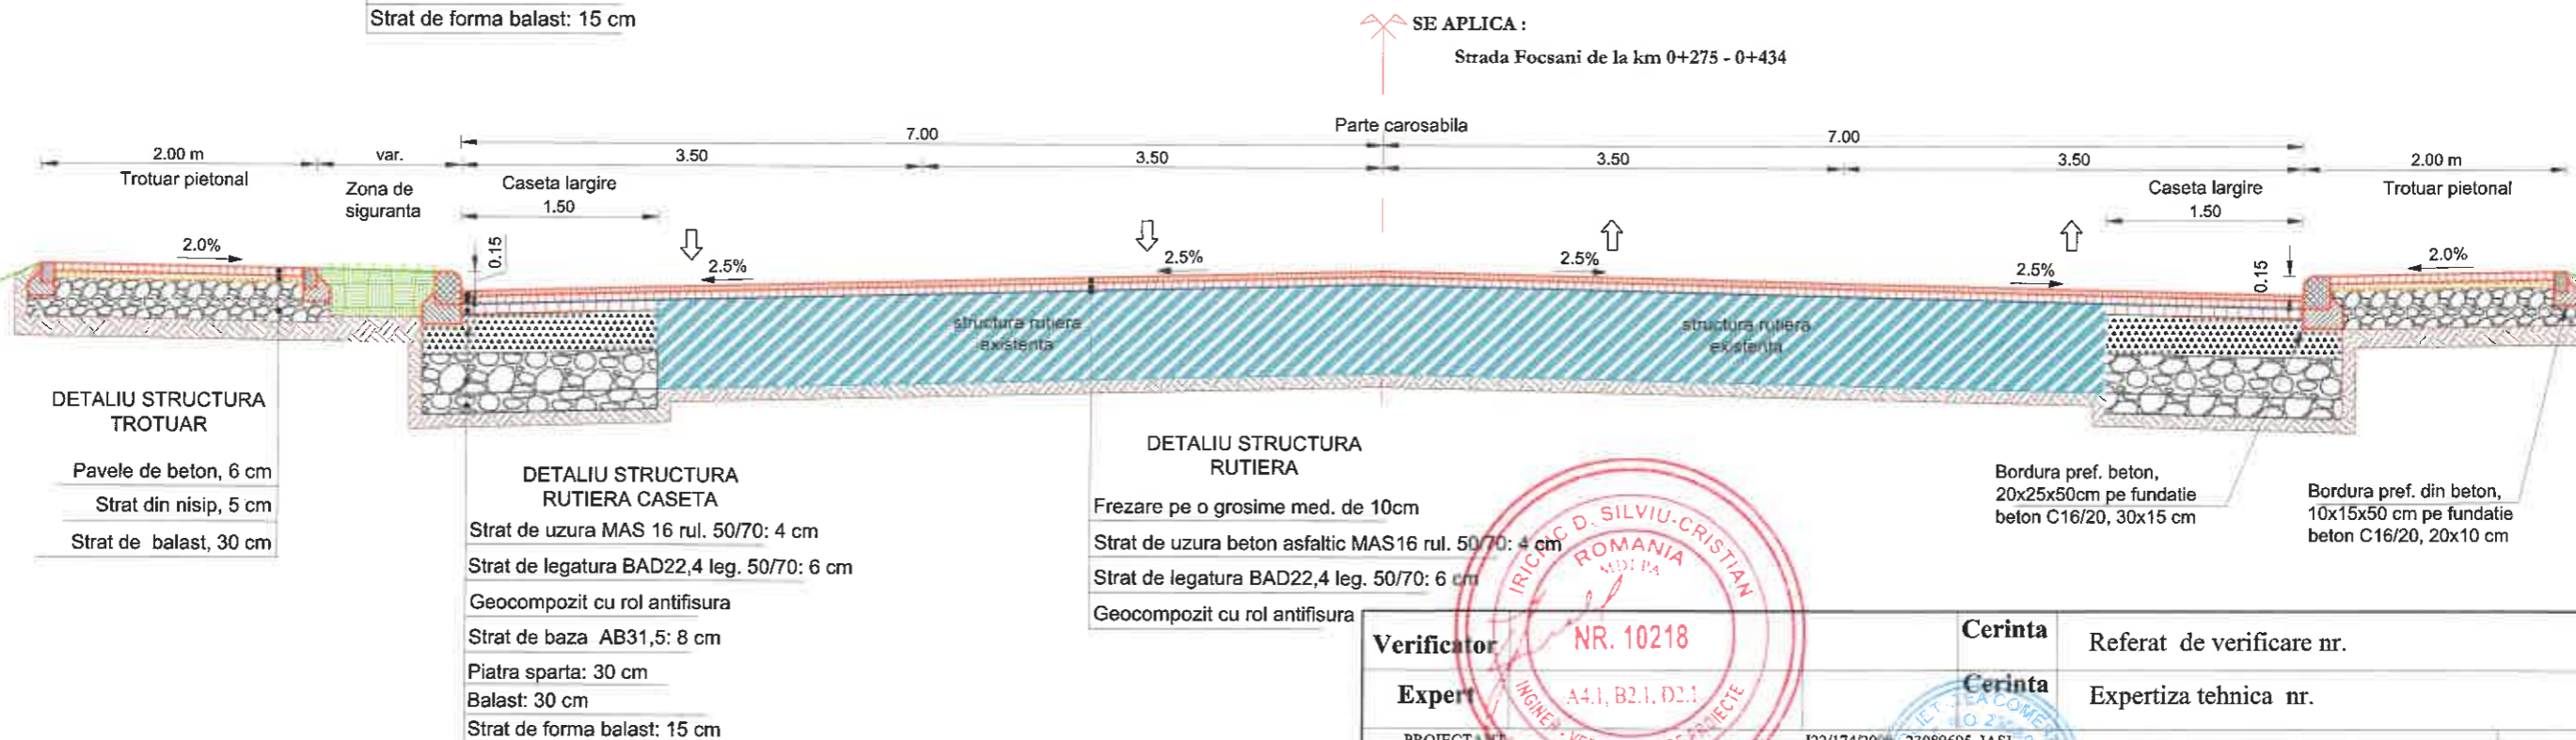 Strat de forma balast: 15 cm
SE APLICA :
Strada Focsani de la km 0+275 - 0+434
Parte carosabila
7.00
7.00
2.00 m
var.
3.50
3.50
3.50
3.50
2.00 m
Trotuar pietonal
Zona de
siguranta
Caseta largire
1.50
Caseta largire
1.50
Trotuar pietonal
2.0%
0.15
2.5%
2.5%
2.5%
2.5%
0.15
2.0%
structura rutiera
existenta
structura rutiera
existenta
DETALIU STRUCTURA
TROTUAR
Pavele de beton, 6 cm
Strat din nisip, 5 cm
Strat de balast, 30 cm
DETALIU STRUCTURA
RUTIERA CASETA
Strat de uzura MAS 16 rul. 50/70: 4 cm
Strat de legatura BAD22,4 leg. 50/70: 6 cm
Geocompozit cu rol antifisura
Strat de baza AB31,5: 8 cm
Piatra sparta: 30 cm
Balast: 30 cm
Strat de forma balast: 15 cm
DETALIU STRUCTURA
RUTIERA
Frezare pe o grosime med. de 10cm
Strat de uzura beton asfaltic MAS16 rul. 50/70: 4 cm
Strat de legatura BAD22,4 leg. 50/70: 6 cm
Geocompozit cu rol antifisura
Bordura pref. beton,
20x25x50cm pe fundatie
beton C16/20, 30x15 cm
Bordura pref. din beton,
10x15x50 cm pe fundatie
beton C16/20, 20x10 cm
D. SILVIU-CRISTIAN
ROMANIA
NR. 10218
A4.1, B2.1, D2.1
Verificator
Cerinta
Referat de verificare nr.
Expert
Cerinta
Expertiza tehnica nr.